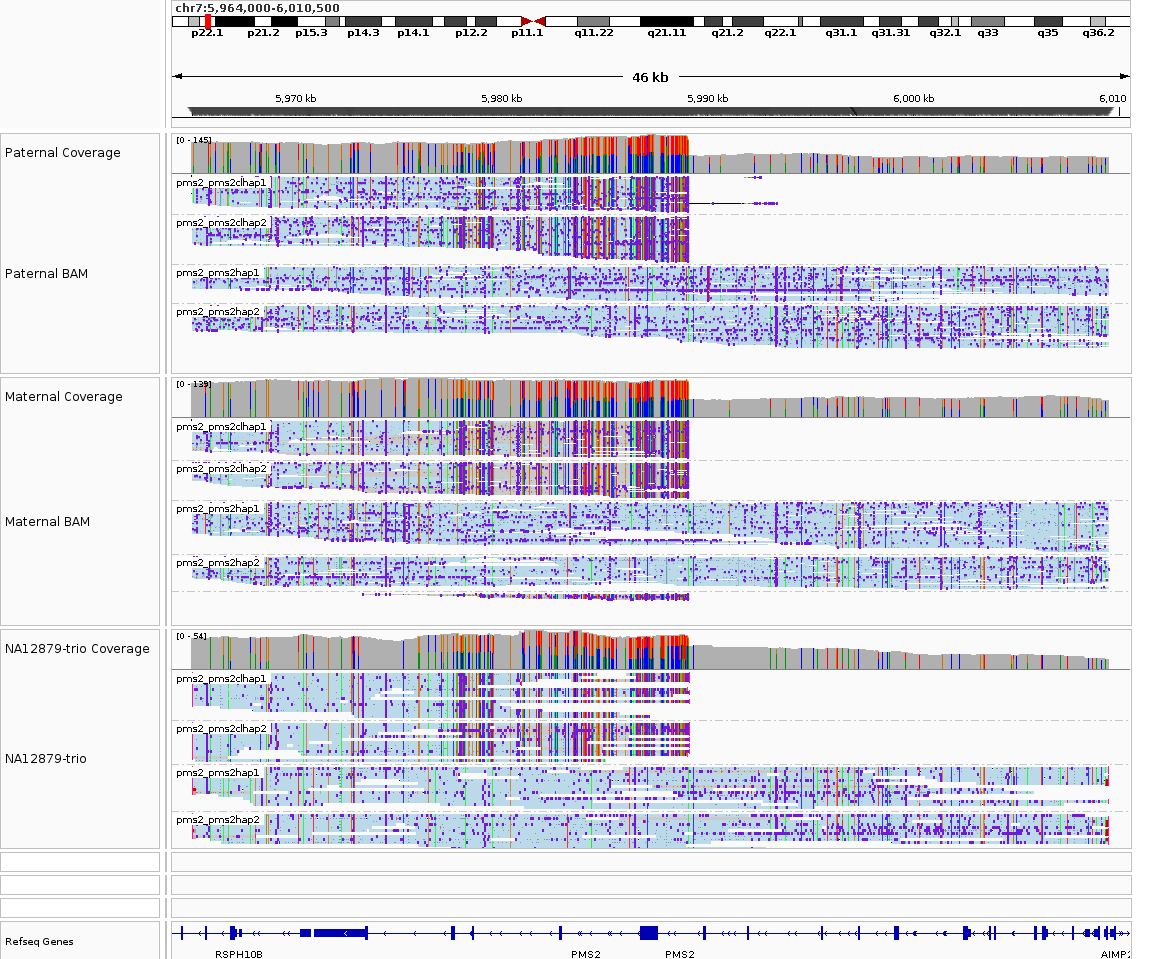 chr7:5,964,000-6,010,500
p22.1 p21.2 p15.3 p14.3 p14.1 p12.2 p11.1 q11.22 q21.11 q21.2 q22.1 q31.1 q31.31 q32.1 q33 q35 q36.2
46 kb
5,970 kb 5,980 kb 5,990 kb 6,000 kb 6,010
Paternal Coverage
[0 - 145]
pms2_pms2clhap1
pms2_pms2clhap2
Paternal BAM
pms2_pms2hap1
pms2_pms2hap2
Maternal Coverage
[0 - 139]
pms2_pms2clhap1
pms2_pms2clhap2
Maternal BAM
pms2_pms2hap1
pms2_pms2hap2
NA12879-trio Coverage
[0 - 54]
pms2_pms2clhap1
pms2_pms2clhap2
NA12879-trio
pms2_pms2hap1
pms2_pms2hap2
Refseq Genes
RSPH10B PMS2 PMS2 AIMP